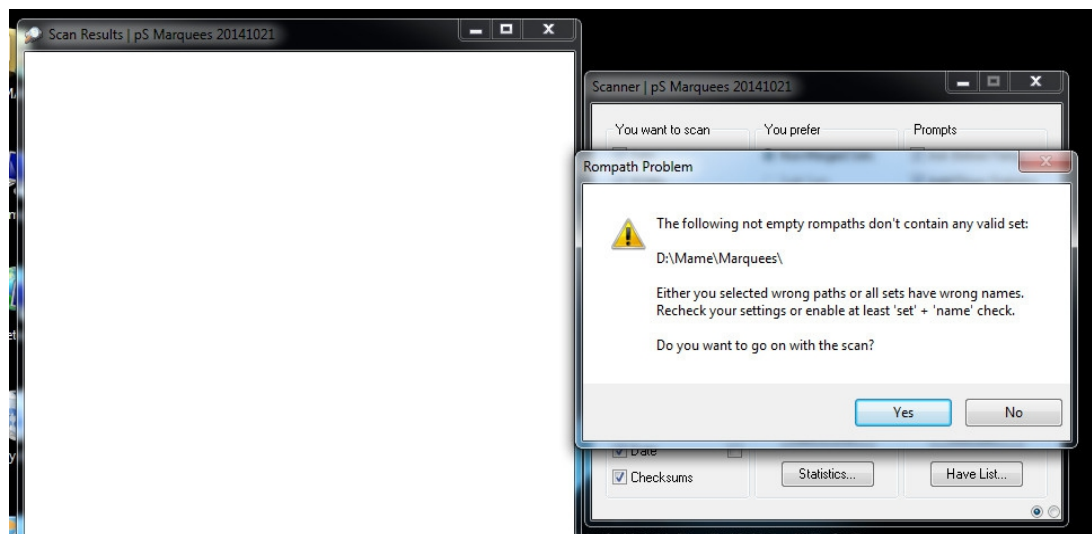 Scan Results | pS Marquees 20141021
Scanner | pS Marquees 20141021
You want to scan
You prefer
Prompts
Rompath Problem
The following not empty rompaths don't contain any valid set:
D:\Mame\Marquees\
Either you selected wrong paths or all sets have wrong names.
Recheck your settings or enable at least 'set' + 'name' check.
Do you want to go on with the scan?
Yes
No
Date
Checksums
Statistics...
Have List...